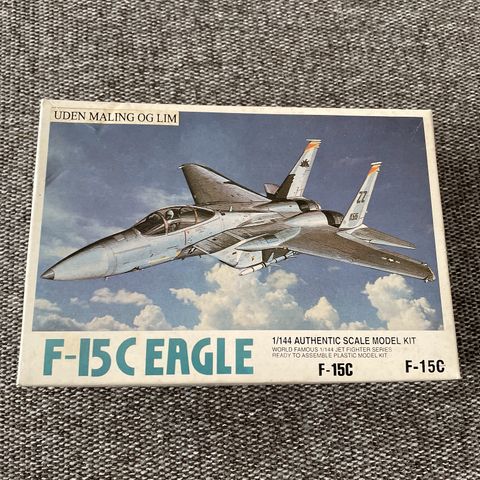 UDEN MALING OG LIM
ZZ
F-15C EAGLE
1/144 AUTHENTIC SCALE MODEL KIT
WORLD FAMOUS 1/144 JET FIGHTER SERIES
READY TO ASSEMBLE PLASTIC MODEL KIT
F-15C
F-15C